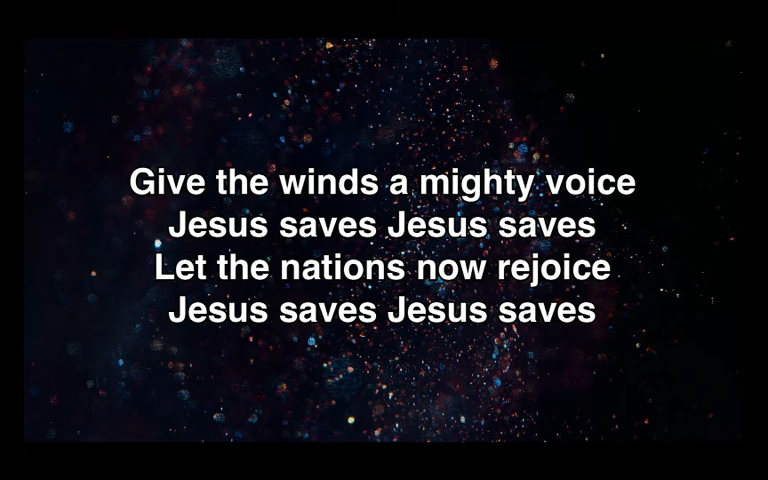 Give the winds a mighty voice
Jesus saves Jesus saves
Let the nations now rejoice
Jesus saves Jesus saves